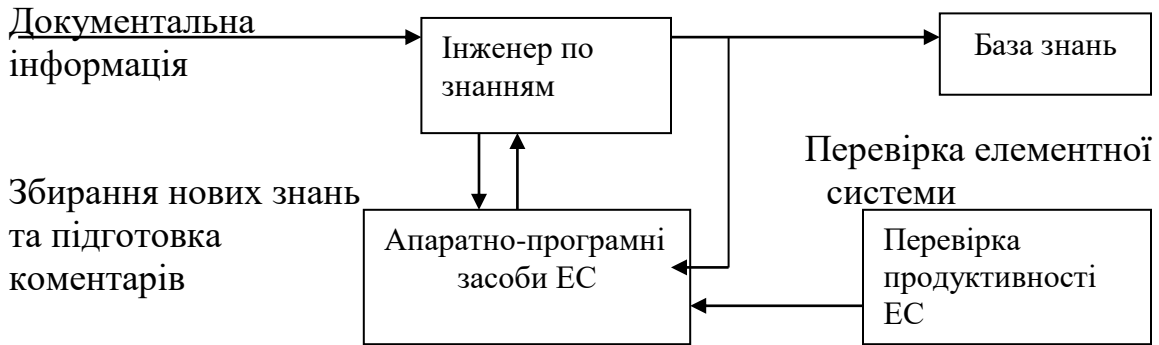 Документальна
інформація
Інженер по
знанням
База знань
Збирання нових знань
та підготовка
коментарів
Перевірка елементної
системи
Апаратно-програмні
засоби ЕС
Перевірка
продуктивності
ЕС